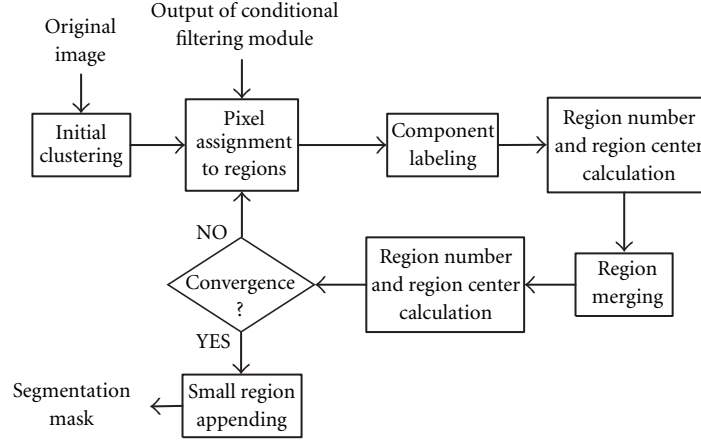 Original
image
Output of conditional
filtering module
Initial
clustering
Pixel
assignment
to regions
Component
labeling
Region number
and region center
calculation
NO
Convergence
?
Region number
and region center
calculation
Region
merging
YES
Segmentation
mask
Small region
appending